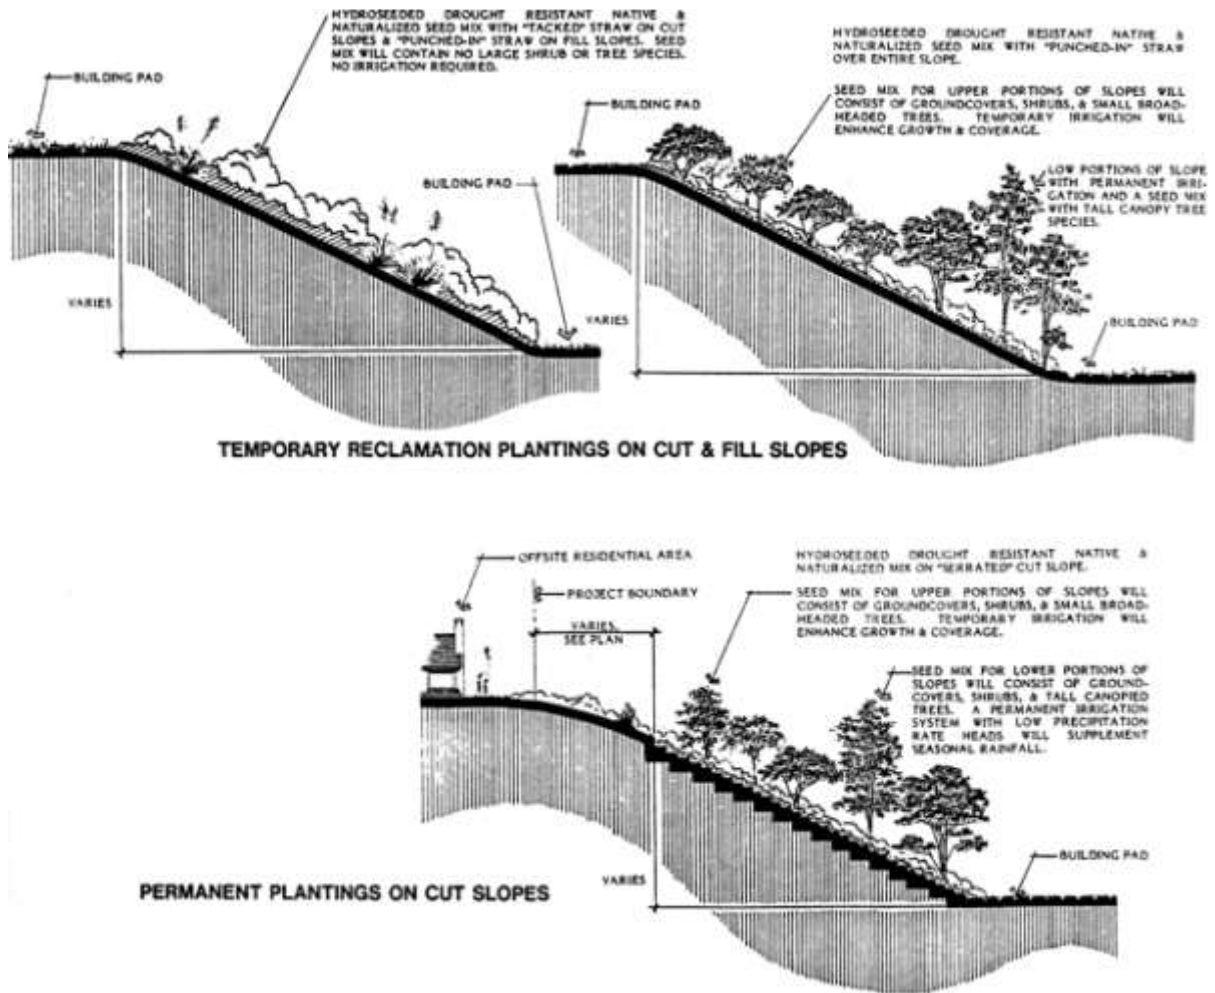 HYDROSEEDED DROUGHT RESISTANT NATIVE &
NATURALIZED SEED MIX WITH "TACKED" STRAW ON CUT
SLOPES & "PUNCHED-IN" STRAW ON FILL SLOPES. SEED
MIX WILL CONTAIN NO LARGE SHRUB OR TREE SPECIES.
NO IRRIGATION REQUIRED.
BUILDING PAD
BUILDING PAD
VARIES
HYDROSEEDED DROUGHT RESISTANT NATIVE &
NATURALIZED SEED MIX WITH "PUNCHED-IN" STRAW
OVER ENTIRE SLOPE.
SEED MIX FOR UPPER PORTIONS OF SLOPES WILL
CONSIST OF GROUNDCOVERS, SHRUBS, & SMALL BROAD-
HEADED TREES. TEMPORARY IRRIGATION WILL
ENHANCE GROWTH & COVERAGE.
BUILDING PAD
LOW PORTIONS OF SLOPE
WITH PERMANENT IRRI-
GATION AND A SEED MIX
WITH TALL CANOPY TREE
SPECIES.
VARIES
BUILDING PAD
TEMPORARY RECLAMATION PLANTINGS ON CUT & FILL SLOPES
OFFSITE RESIDENTIAL AREA
PROJECT BOUNDARY
VARIES,
SEE PLAN
HYDROSEEDED DROUGHT RESISTANT NATIVE &
NATURALIZED MIX ON "SERRATED" CUT SLOPE.
SEED MIX FOR UPPER PORTIONS OF SLOPES WILL
CONSIST OF GROUNDCOVERS, SHRUBS, & SMALL BROAD-
HEADED TREES. TEMPORARY IRRIGATION WILL
ENHANCE GROWTH & COVERAGE.
SEED MIX FOR LOWER PORTIONS OF
SLOPES WILL CONSIST OF GROUND-
COVERS, SHRUBS, & TALL CANOPIED
TREES. A PERMANENT IRRIGATION
SYSTEM WITH LOW PRECIPITATION
RATE HEADS WILL SUPPLEMENT
SEASONAL RAINFALL.
BUILDING PAD
VARIES
PERMANENT PLANTINGS ON CUT SLOPES